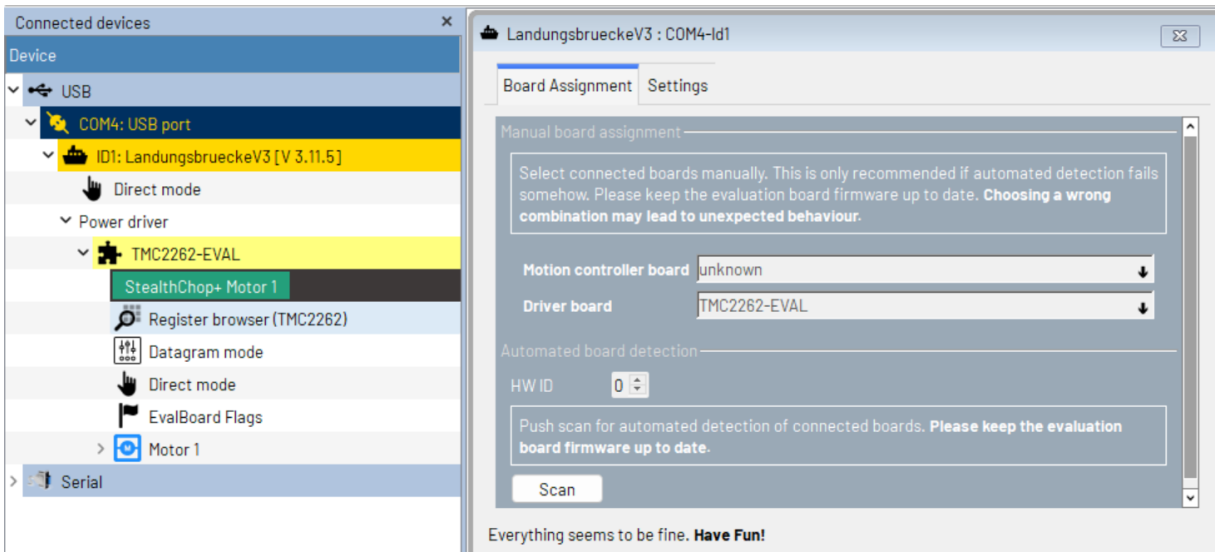 Connected devices
Device
USB
COM4: USB port
ID1: LandungsbrueckeV3 [V 3.11.5]
Direct mode
Power driver
TMC2262-EVAL
StealthChop+ Motor 1
Register browser (TMC2262)
Datagram mode
Direct mode
EvalBoard Flags
Motor 1
Serial
LandungsbrueckeV3 : COM4-Id1
Board Assignment
Settings
Manual board assignment
Select connected boards manually. This is only recommended if automated detection fails
somehow. Please keep the evaluation board firmware up to date. Choosing a wrong
combination may lead to unexpected behaviour.
Motion controller board unknown
Driver board TMC2262-EVAL
Automated board detection
HW ID 0
Push scan for automated detection of connected boards. Please keep the evaluation
board firmware up to date.
Scan
Everything seems to be fine. Have Fun!